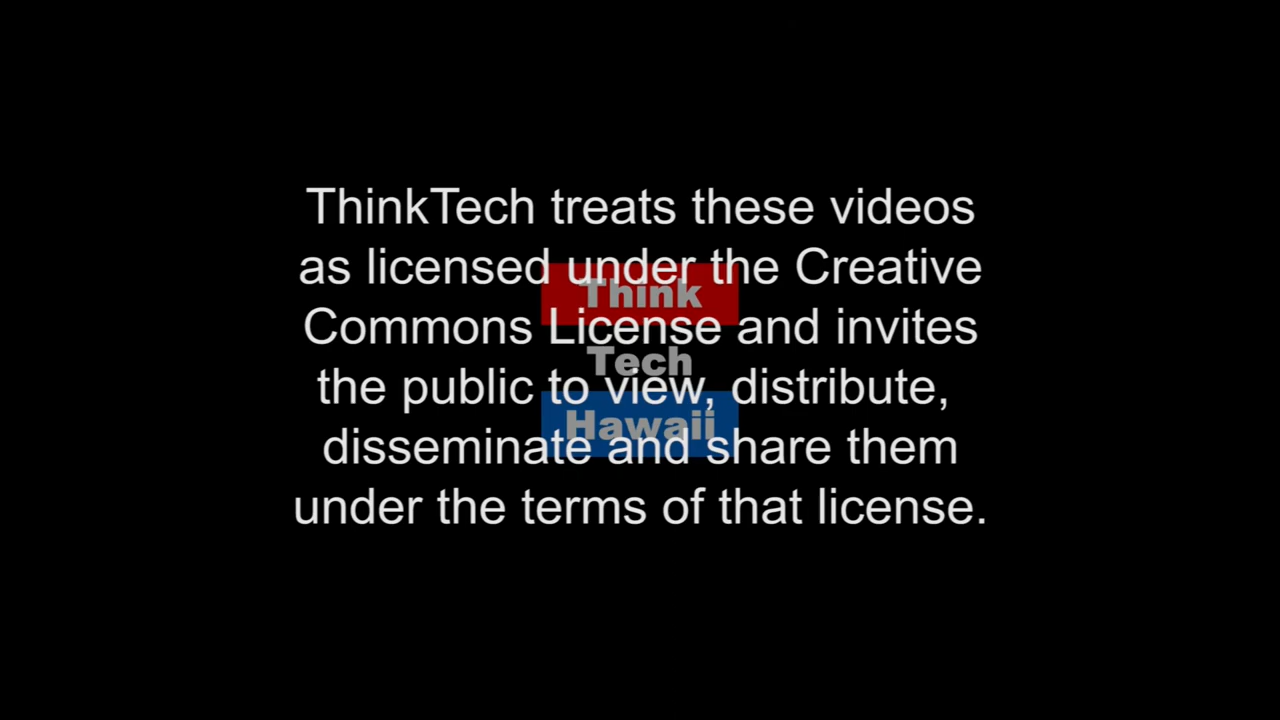 ThinkTech treats these videos
as licensed under the Creative
Think
Commons License and invites
Tech
the public to view, distribute,
Hawaii
disseminate and share them
under the terms of that license.